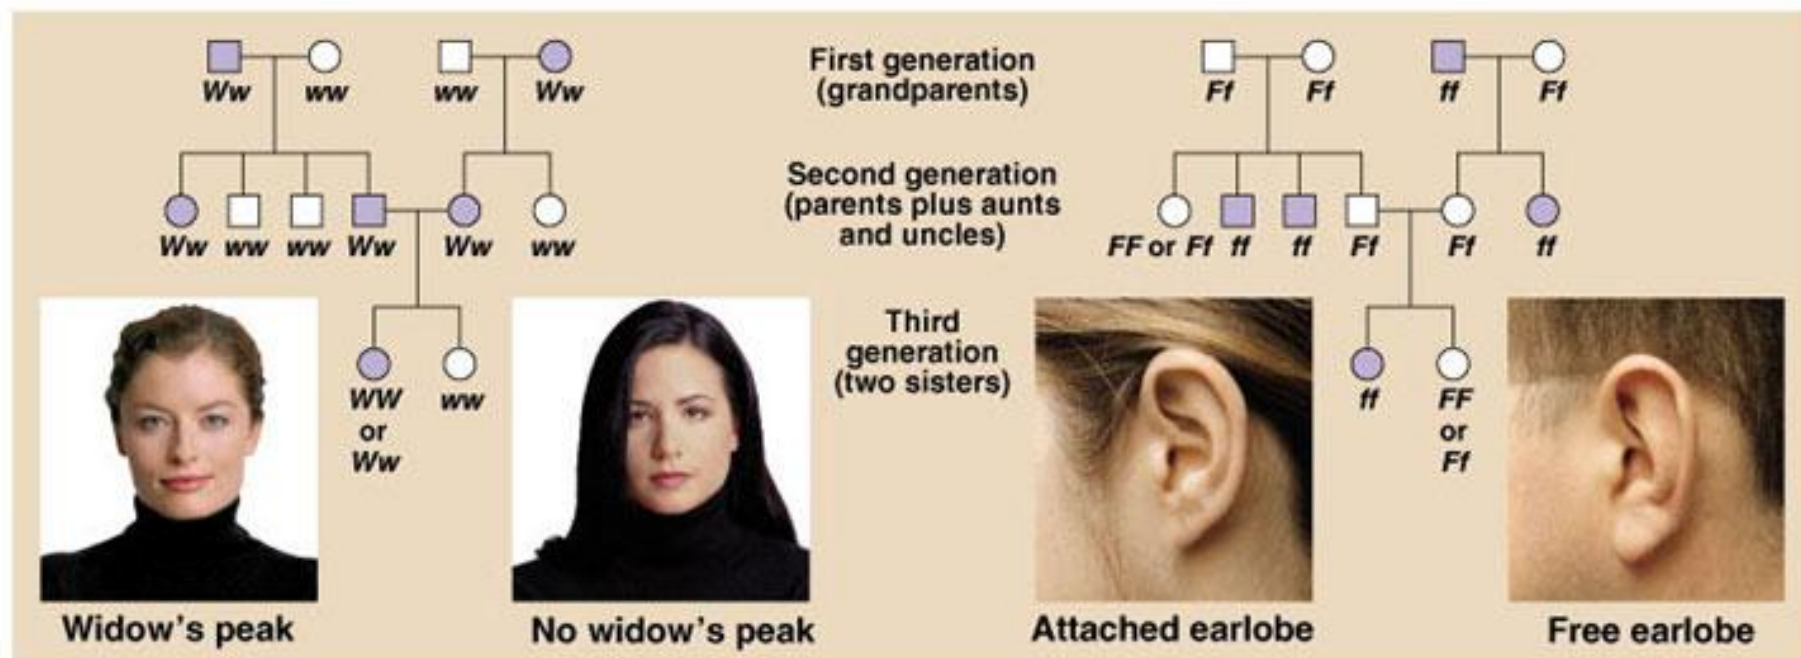 Ww ww ww Ww
First generation
(grandparents)
Ff Ff ff Ff
Ww ww ww Ww Ww ww
Second generation
(parents plus aunts
and uncles)
FF or Ff ff ff Ff Ff ff
WW
or
Ww
ww
Third
generation
(two sisters)
ff
FF
or
Ff
Widow's peak
No widow's peak
Attached earlobe
Free earlobe